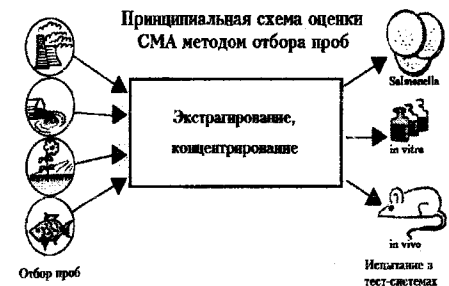 Принципиальная схема оценки
СМА методом отбора проб
Экстрагирование,
концентрирование
Salmonella
in vitro
in vivo
Отбор проб
Испытание в
тест-системах